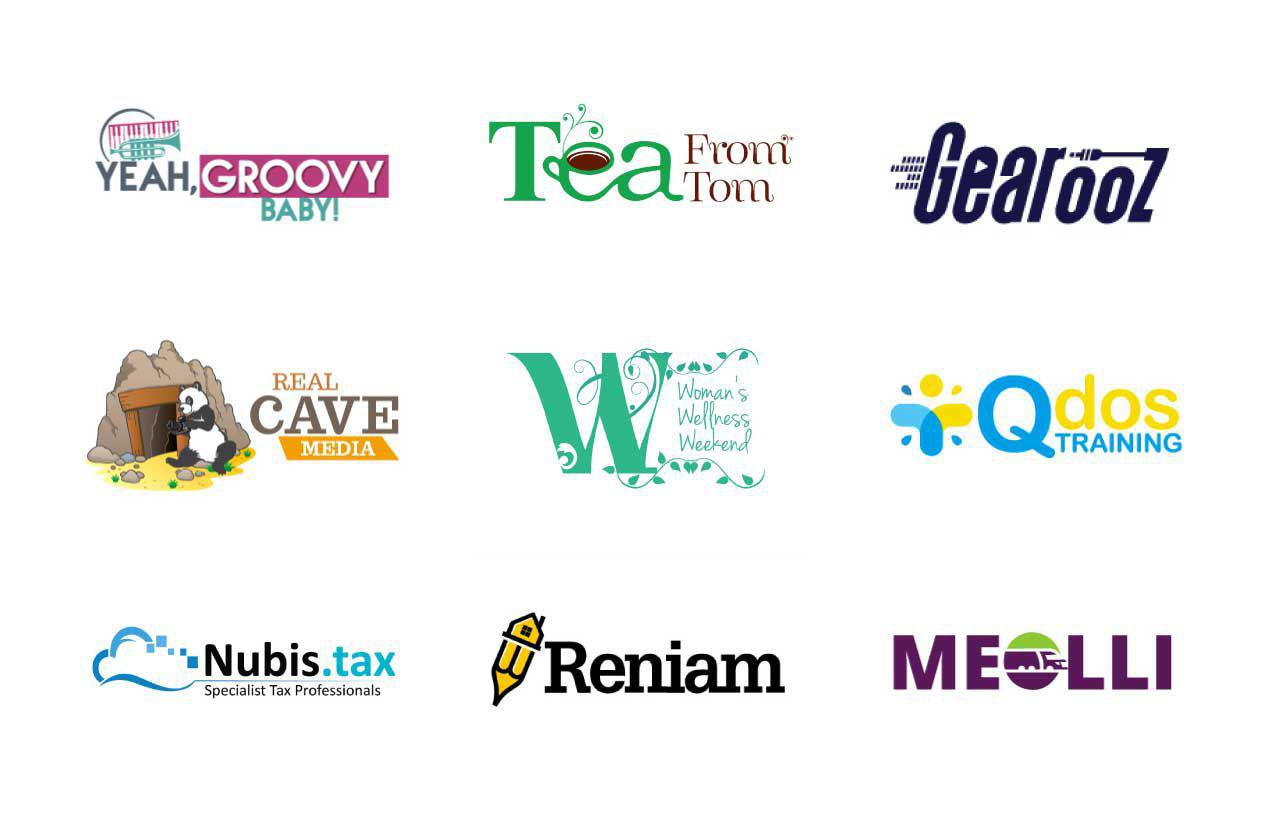 YEAH, GROOVY
BABY!
Tea From
Tom
Gearooz
REAL
CAVE
MEDIA
W
Woman's
Wellness
Weekend
Qdos
TRAINING
Nubis.tax
Specialist Tax Professionals
Reniam
MEOLLI